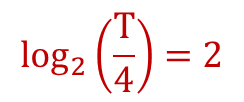 log₂ (T/4) = 2